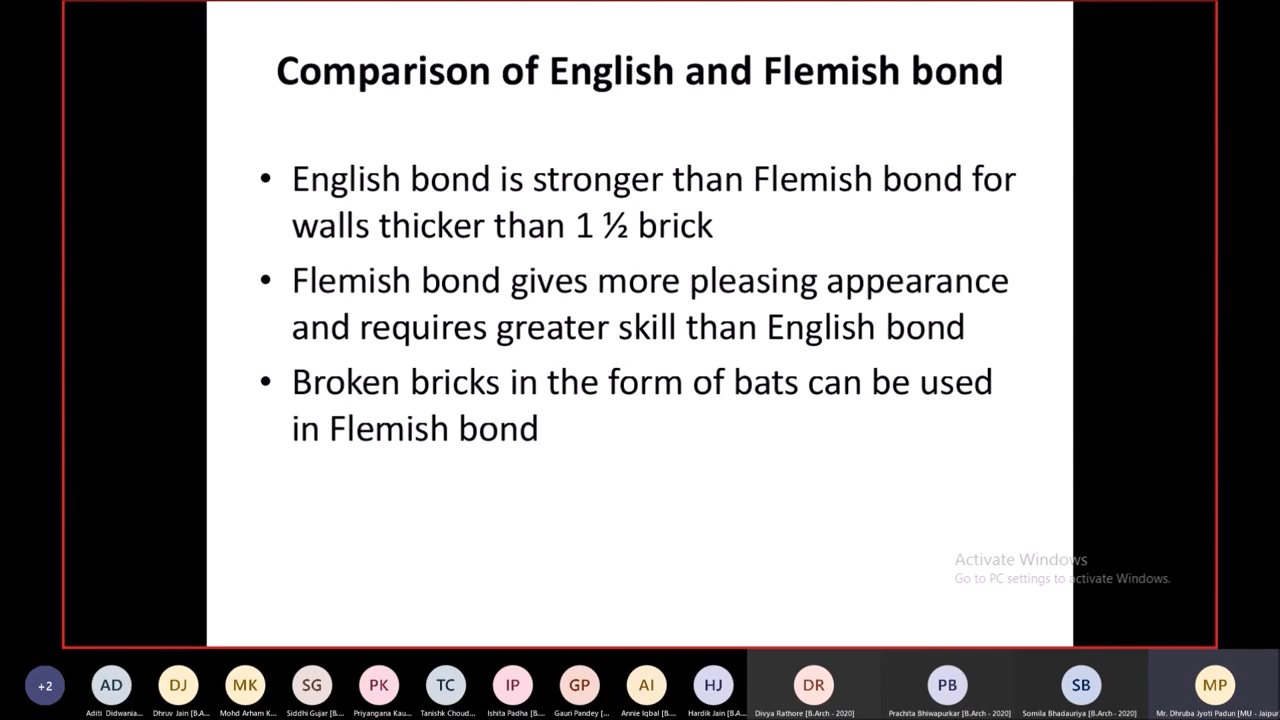 Comparison of English and Flemish bond
• English bond is stronger than Flemish bond for
walls thicker than 1 ½ brick
• Flemish bond gives more pleasing appearance
and requires greater skill than English bond
• Broken bricks in the form of bats can be used
in Flemish bond
Activate Windows
Go to PC settings to activate Windows.
+2 AD DJ MK SG PK TC IP GP AI HJ DR PB SB MP
Aditi Didwania... Dhruv Jain [B.A... Mohd Arham K... Siddhi Gujar [B.... Priyangana Kau... Tanishk Choud... Ishita Padha [B.... Gauri Pandey [... Annie Iqbal [B.... Hardik Jain [B.A... Divya Rathore [B.Arch - 2020] Prachita Bhiwapurkar [B.Arch - 2020] Somila Bhadauriya [B.Arch - 2020] Mr. Dhruba Jyoti Padun [MU - Jaipur